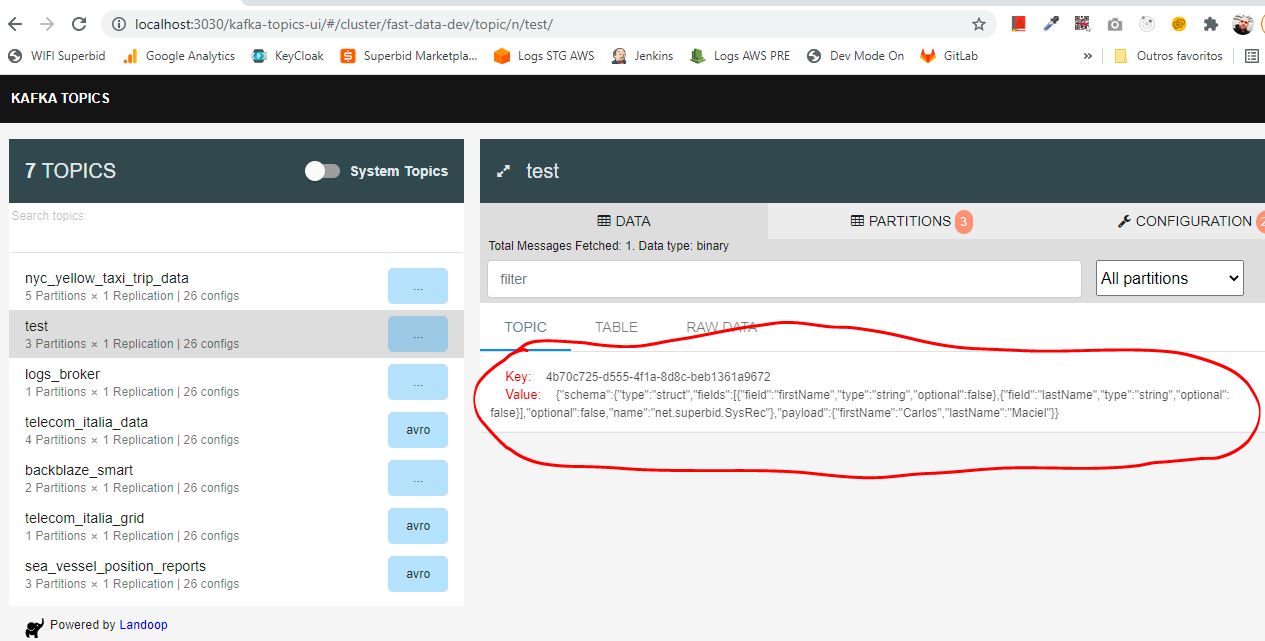 localhost:3030/kafka-topics-ui/#/cluster/fast-data-dev/topic/n/test/
WIFI Superbid Google Analytics KeyCloak Superbid Marketpla... Logs STG AWS Jenkins Logs AWS PRE Dev Mode On GitLab » Outros favoritos
KAFKA TOPICS
7 TOPICS
System Topics
Search topics:
nyc_yellow_taxi_trip_data
5 Partitions × 1 Replication | 26 configs
...
test
3 Partitions × 1 Replication | 26 configs
...
logs_broker
1 Partitions × 1 Replication | 26 configs
...
telecom_italia_data
4 Partitions × 1 Replication | 26 configs
avro
backblaze_smart
2 Partitions × 1 Replication | 26 configs
...
telecom_italia_grid
1 Partitions × 1 Replication | 26 configs
avro
sea_vessel_position_reports
3 Partitions × 1 Replication | 26 configs
avro
Powered by Landoop
test
DATA PARTITIONS 3 CONFIGURATION 2
Total Messages Fetched: 1. Data type: binary
filter
All partitions
TOPIC TABLE RAW DATA
Key: 4b70c725-d555-4f1a-8d8c-beb1361a9672
Value: {"schema":{"type":"struct","fields":[{"field":"firstName","type":"string","optional":false},{"field":"lastName","type":"string","optional":
false}],"optional":false,"name":"net.superbid.SysRec"},"payload":{"firstName":"Carlos","lastName":"Maciel"}}